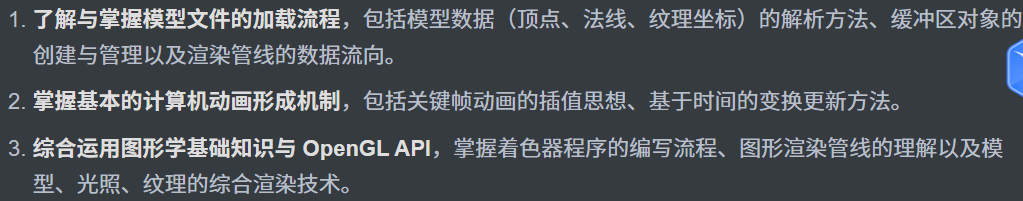 1. 了解与掌握模型文件的加载流程，包括模型数据（顶点、法线、纹理坐标）的解析方法、缓冲区对象的
创建与管理以及渲染管线的数据流向。
2. 掌握基本的计算机动画形成机制，包括关键帧动画的插值思想、基于时间的变换更新方法。
3. 综合运用图形学基础知识与 OpenGL API，掌握着色器程序的编写流程、图形渲染管线的理解以及模
型、光照、纹理的综合渲染技术。